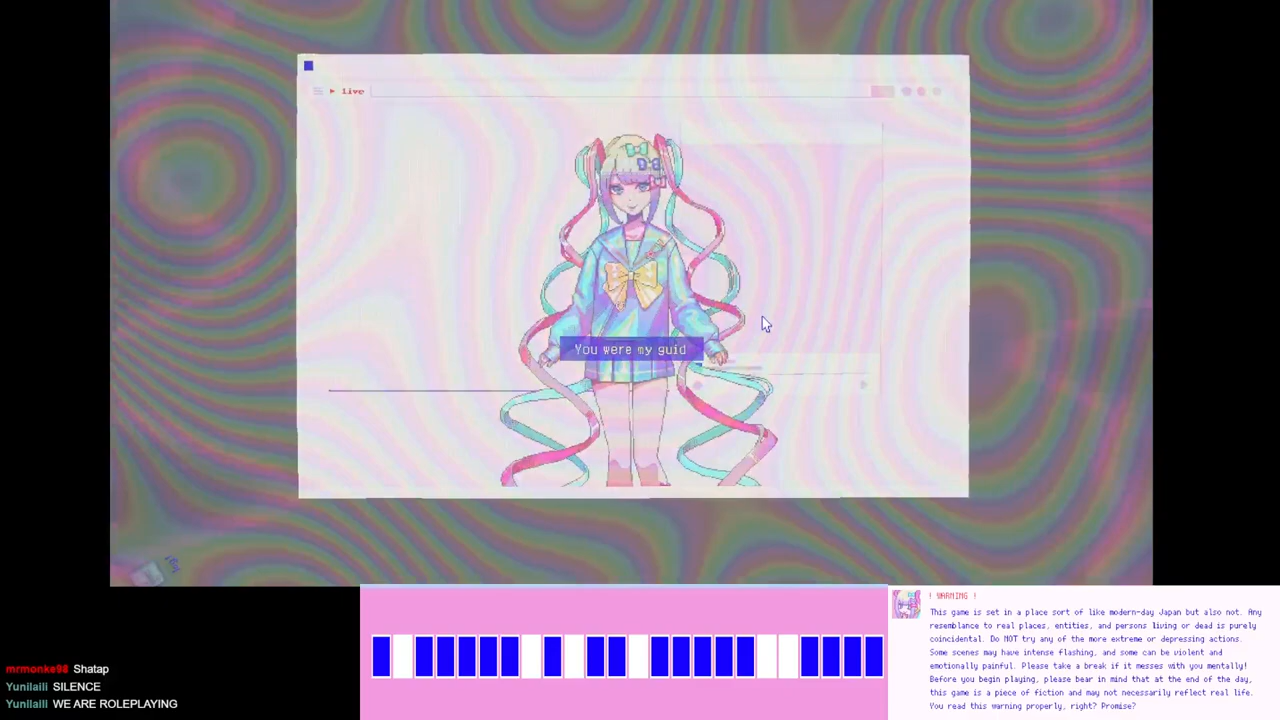 Live
You were my guid
mrmonke98 Shatap
Yunilaili SILENCE
Yunilaili WE ARE ROLEPLAYING
! WARNING !
This game is set in a place sort of like modern-day Japan but also not. Any
resemblance to real places, entities, and persons living or dead is purely
coincidental. Do NOT try any of the more extreme or depressing actions.
Some scenes may have intense flashing, and some can be violent and
emotionally painful. Please take a break if it messes with you mentally!
Before you begin playing, please bear in mind that at the end of the day,
this game is a piece of fiction and may not necessarily reflect real life.
You read this warning properly, right? Promise?